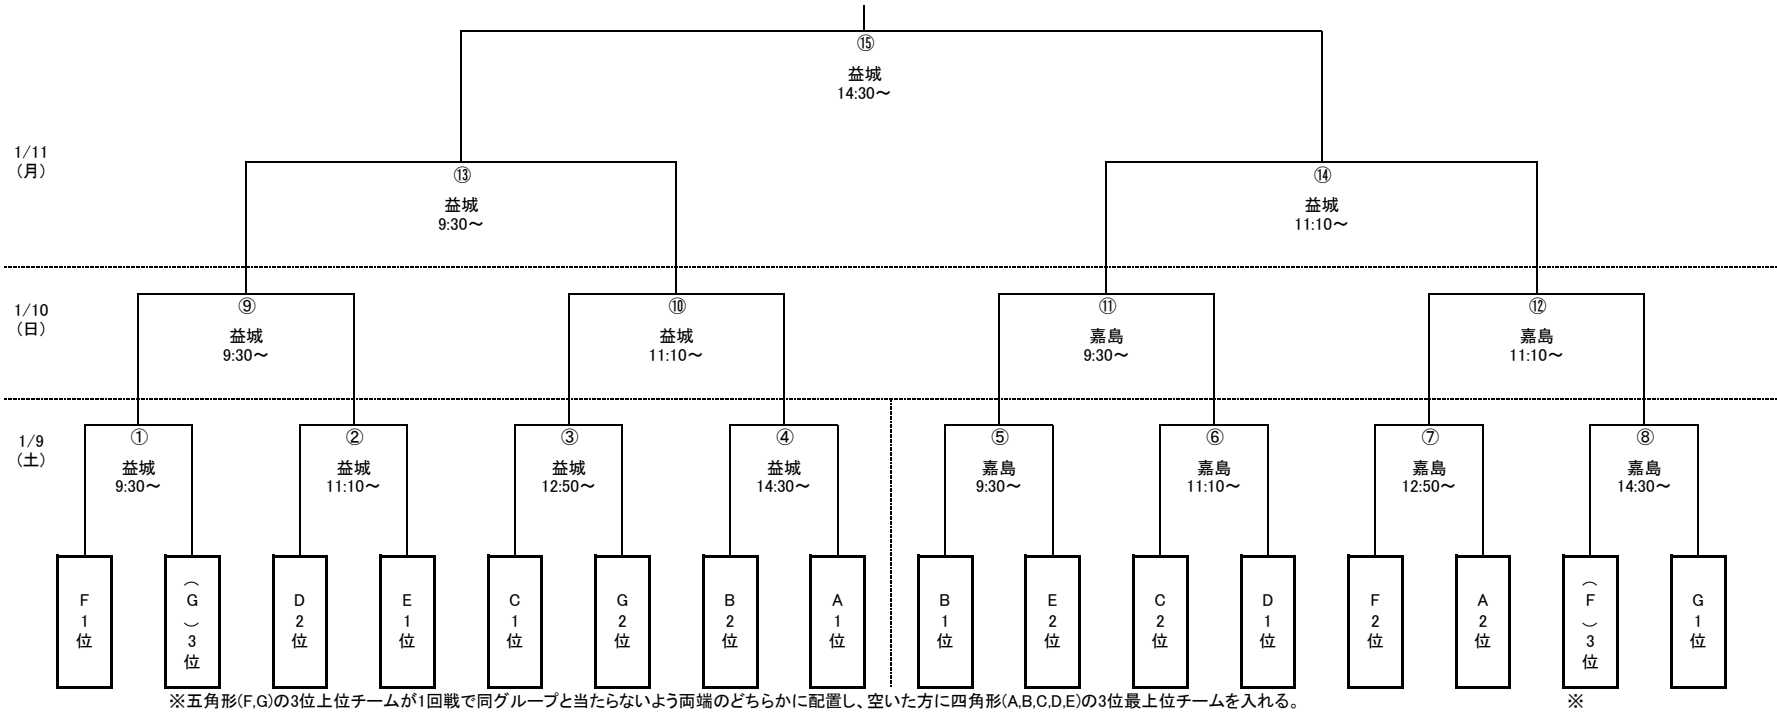 ⑮
益城
14:30～
1/11
(月)
⑬
益城
9:30～
⑭
益城
11:10～
1/10
(日)
⑨
益城
9:30～
⑩
益城
11:10～
⑪
嘉島
9:30～
⑫
嘉島
11:10～
1/9
(土)
①
益城
9:30～
②
益城
11:10～
③
益城
12:50～
④
益城
14:30～
⑤
嘉島
9:30～
⑥
嘉島
11:10～
⑦
嘉島
12:50～
⑧
嘉島
14:30～
F1位
(G)3位
D2位
E1位
C1位
G2位
B2位
A1位
B1位
E2位
C2位
D1位
F2位
A2位
(F)3位
G1位
※五角形(F,G)の3位上位チームが1回戦で同グループと当たらないよう両端のどちらかに配置し、空いた方に四角形(A,B,C,D,E)の3位最上位チームを入れる。
※